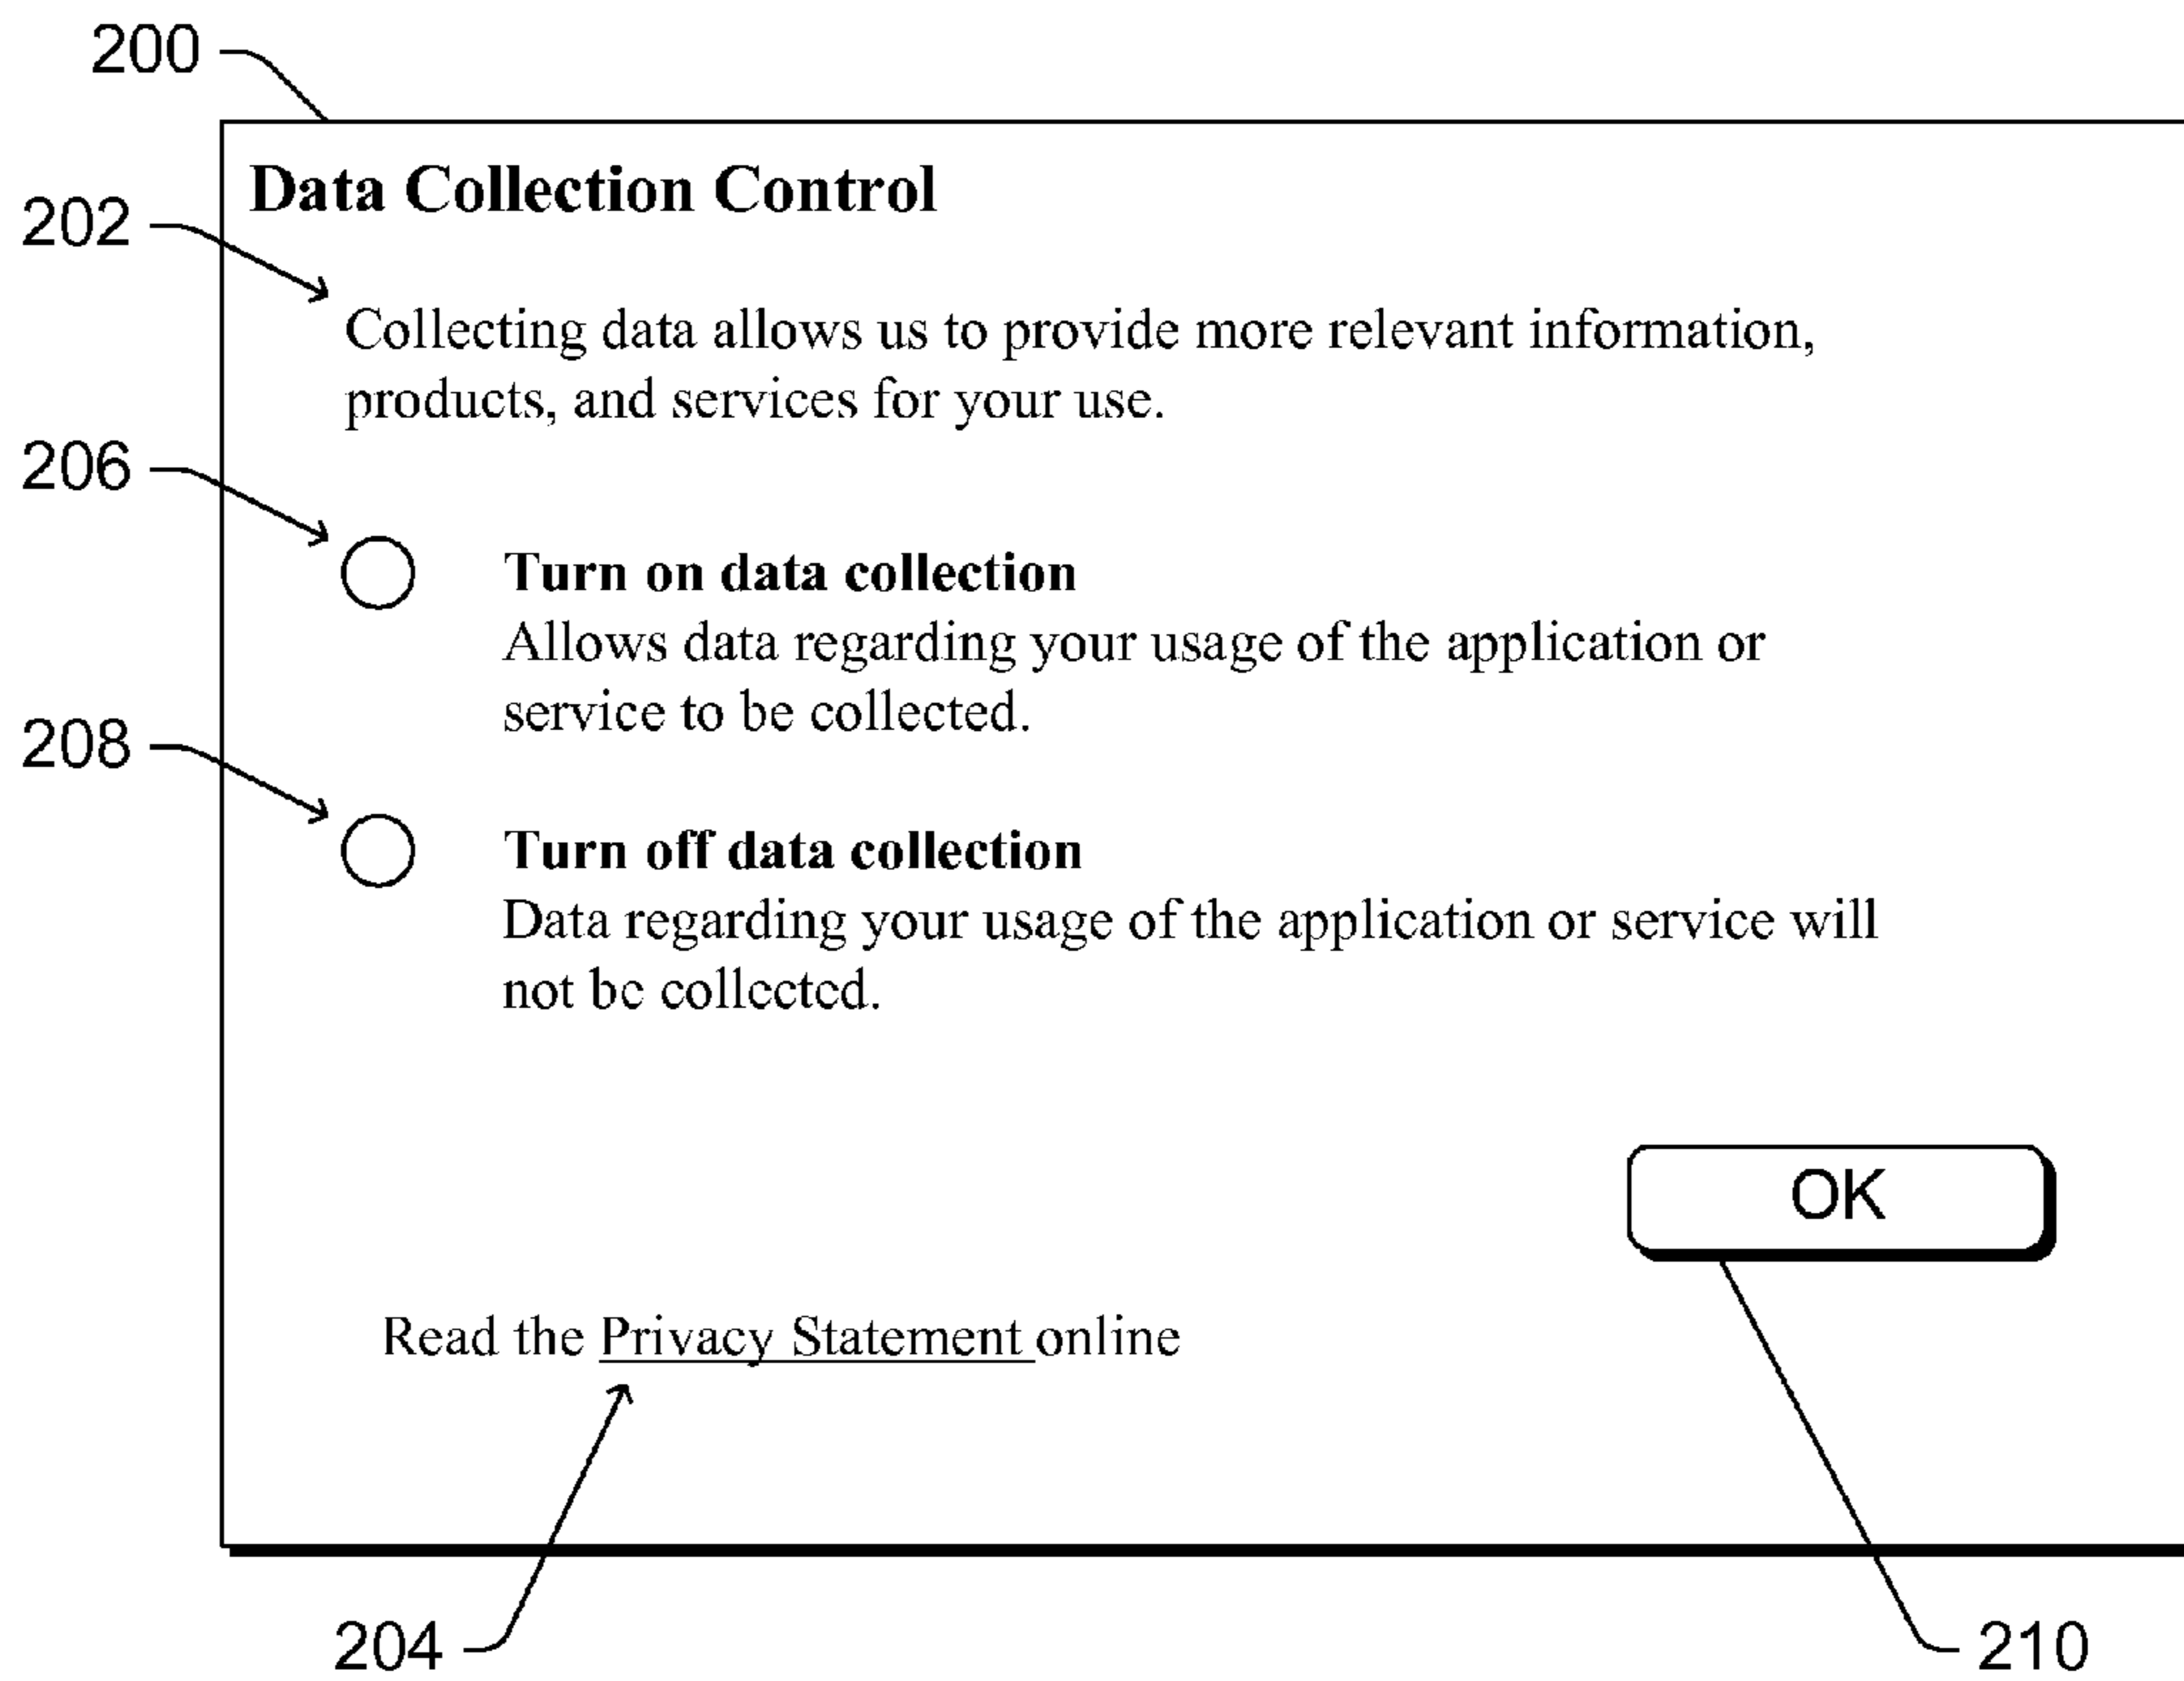 200
Data Collection Control
202
Collecting data allows us to provide more relevant information,
products, and services for your use.
206
Turn on data collection
Allows data regarding your usage of the application or
service to be collected.
208
Turn off data collection
Data regarding your usage of the application or service will
not be collected.
OK
Read the Privacy Statement online
204
210